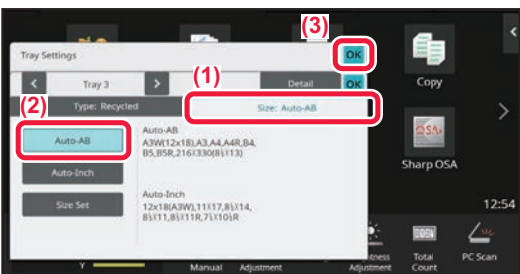 (3)
Tray Settings
OK
(1)
Tray 3
Detail
OK
Copy
(2)
Type: Recycled
Size: Auto-AB
Auto-AB
Auto-AB
A3W(12x18),A3,A4,A4R,B4,
B5,B5R,216𝗑330(8½𝗑13)
Auto-Inch
Sharp OSA
Auto-Inch
Size Set
12x18(A3W),11𝗑17,8½𝗑14,
8½𝗑11,8½𝗑11R,7¼𝗑10½R
12:54
Y
Manual
Adjustment
Adjustment
Total
Count
PC Scan